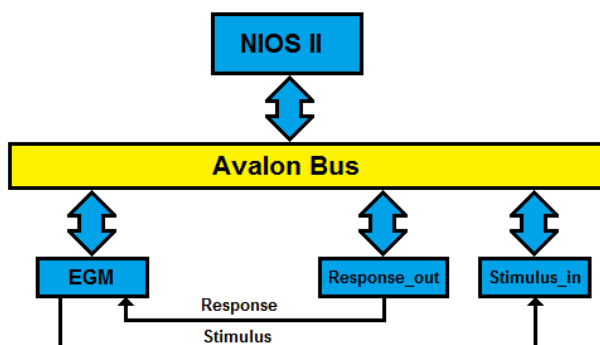 NIOS II
Avalon Bus
EGM
Response_out
Stimulus_in
Response
Stimulus